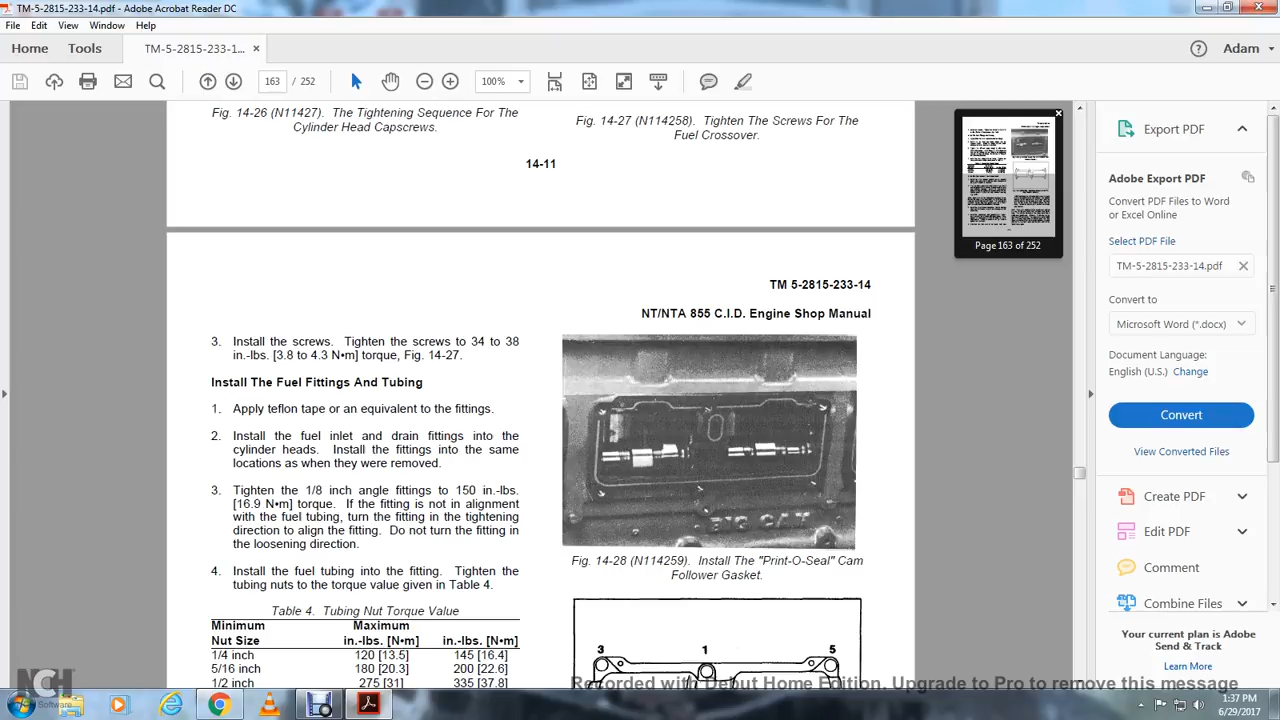 TM-5-2815-233-14.pdf - Adobe Acrobat Reader DC
File Edit View Window Help
Home Tools TM-5-2815-233-1... × Adam
163 / 252 100%
Fig. 14-26 (N11427). The Tightening Sequence For The
Cylinder Head Capscrews.
Fig. 14-27 (N114258). Tighten The Screws For The
Fuel Crossover.
14-11
TM 5-2815-233-14
NT/NTA 855 C.I.D. Engine Shop Manual
3. Install the screws. Tighten the screws to 34 to 38
in.-lbs. [3.8 to 4.3 N•m] torque, Fig. 14-27.
Install The Fuel Fittings And Tubing
1. Apply teflon tape or an equivalent to the fittings.
2. Install the fuel inlet and drain fittings into the
cylinder heads. Install the fittings into the same
locations as when they were removed.
3. Tighten the 1/8 inch angle fittings to 150 in.-lbs.
[16.9 N•m] torque. If the fitting is not in alignment
with the fuel tubing, turn the fitting in the tightening
direction to align the fitting. Do not turn the fitting in
the loosening direction.
4. Install the fuel tubing into the fitting. Tighten the
tubing nuts to the torque value given in Table 4.
Table 4. Tubing Nut Torque Value
Minimum Maximum
Nut Size in.-lbs. [N•m] in.-lbs. [N•m]
1/4 inch 120 [13.5] 145 [16.4]
5/16 inch 180 [20.3] 200 [22.6]
1/2 inch 275 [31] 335 [37.8]
BIG CAM
Fig. 14-28 (N114259). Install The "Print-O-Seal" Cam
Follower Gasket.
3 1 5
Page 163 of 252
Export PDF
Adobe Export PDF
Convert PDF Files to Word
or Excel Online
Select PDF File
TM-5-2815-233-14.pdf
Convert to
Microsoft Word (*.docx)
Document Language:
English (U.S.) Change
Convert
View Converted Files
Create PDF
Edit PDF
Comment
Combine Files
Your current plan is Adobe
Send & Track
Learn More
Recorded with Debut Home Edition. Upgrade to Pro to remove this message
NCH
Software
1:37 PM
6/29/2017